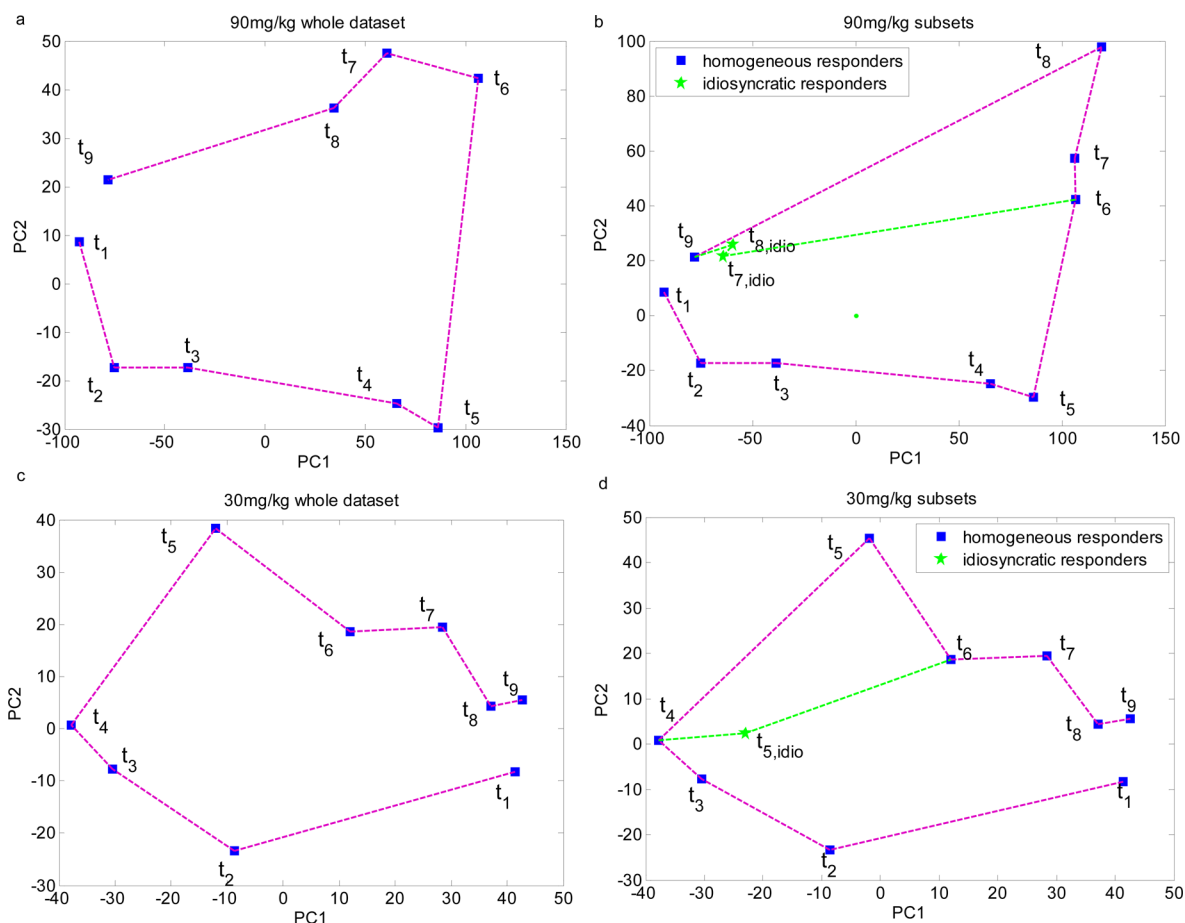 a
90mg/kg whole dataset
50
40
30
20
10
0
-10
-20
-30
PC2
t7
t6
t8
t9
t1
t3
t2
t4
t5
-100
-50
0
50
100
150
PC1
b
90mg/kg subsets
homogeneous responders
idiosyncratic responders
100
80
60
40
20
0
-20
-40
PC2
t8
t7
t6
t9
t8,idio
t7,idio
t1
t2
t3
t4
t5
-100
-50
0
50
100
150
PC1
c
30mg/kg whole dataset
40
30
20
10
0
-10
-20
-30
PC2
t5
t7
t6
t9
t8
t4
t3
t1
t2
-40
-30
-20
-10
0
10
20
30
40
50
PC1
d
30mg/kg subsets
homogeneous responders
idiosyncratic responders
50
40
30
20
10
0
-10
-20
-30
PC2
t5
t6
t7
t4
t9
t8
t5,idio
t3
t1
t2
-40
-30
-20
-10
0
10
20
30
40
50
PC1